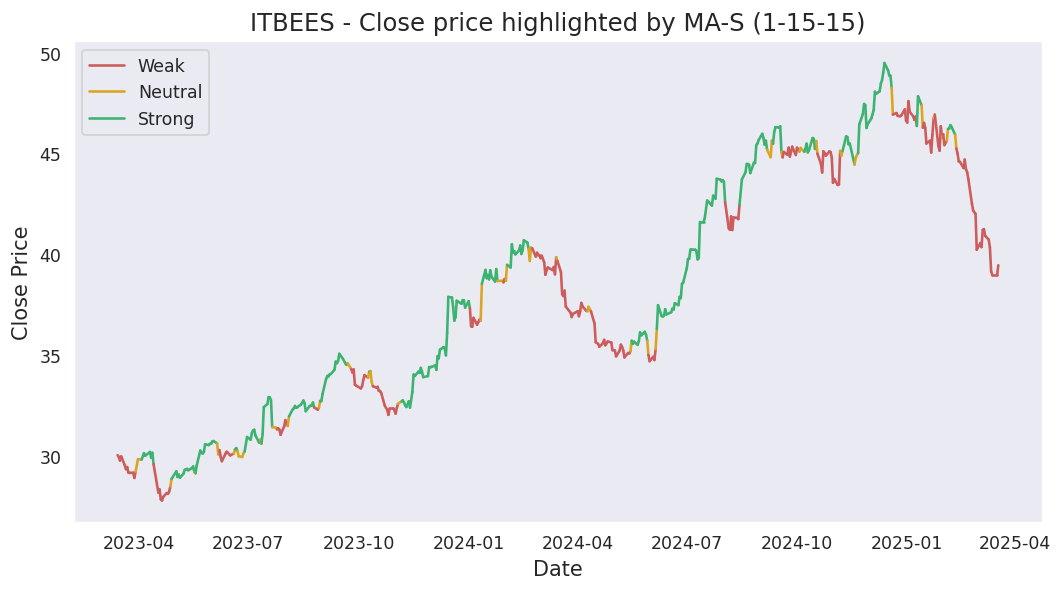 ITBEES - Close price highlighted by MA-S (1-15-15)
Weak
Neutral
Strong
Close Price
50
45
40
35
30
2023-04 2023-07 2023-10 2024-01 2024-04 2024-07 2024-10 2025-01 2025-04
Date